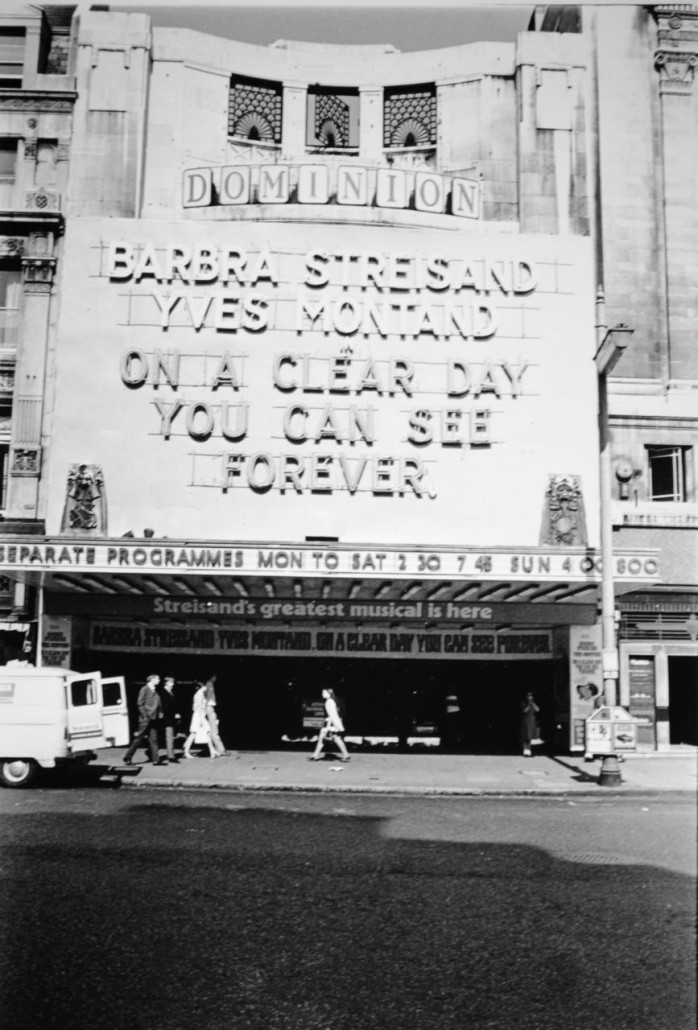 DOMINION
BARBRA STREISAND
YVES MONTAND
ON A CLEAR DAY
YOU CAN SEE
FOREVER.
SEPARATE PROGRAMMES MON TO SAT 2 30 7 45 SUN 4 00 8 00
Streisand's greatest musical is here
BARBRA STREISAND·YVES MONTAND. ON A CLEAR DAY YOU CAN SEE FOREVER.